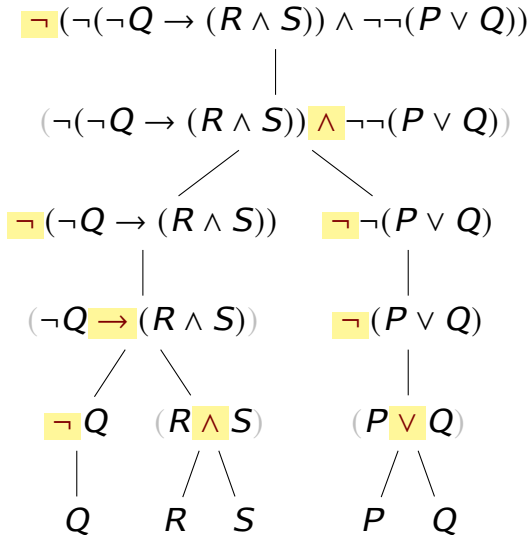 ¬(¬(¬Q → (R ∧ S)) ∧ ¬¬(P ∨ Q))
(¬(¬Q → (R ∧ S)) ∧ ¬¬(P ∨ Q))
¬(¬Q → (R ∧ S)) ¬¬(P ∨ Q)
(¬Q → (R ∧ S)) ¬(P ∨ Q)
¬Q (R ∧ S) (P ∨ Q)
Q R S P Q